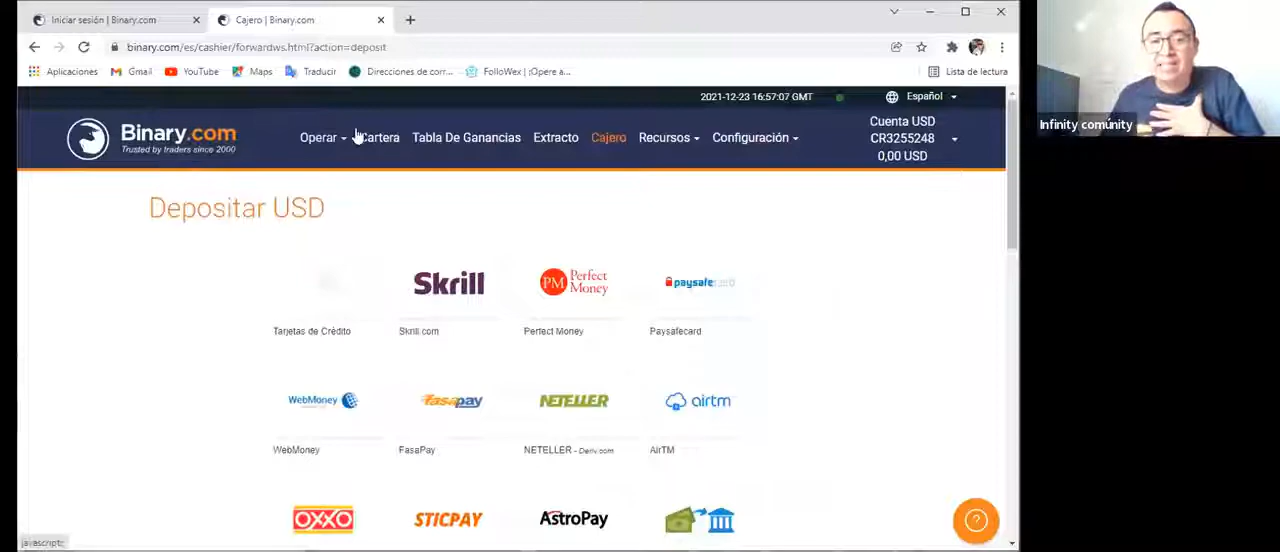 Iniciar sesión | Binary.com
Cajero | Binary.com
binary.com/es/cashier/forwardws.html?action=deposit
Aplicaciones
Gmail
YouTube
Maps
Traducir
Direcciones de corr...
FolloWex | ¡Opere a...
Lista de lectura
2021-12-23 16:57:07 GMT
Español
Binary.com
Trusted by traders since 2000
Operar
Cartera
Tabla De Ganancias
Extracto
Cajero
Recursos
Configuración
Cuenta USD
CR3255248
0,00 USD
Infinity comúnity
Depositar USD
Skrill
PM Perfect Money
paysafecard
Tarjetas de Crédito
Skrill.com
Perfect Money
Paysafecard
WebMoney
fasapay
NETELLER
airtm
WebMoney
FasaPay
NETELLER - Deriv.com
AirTM
OXXO
STICPAY
AstroPay
javascript: